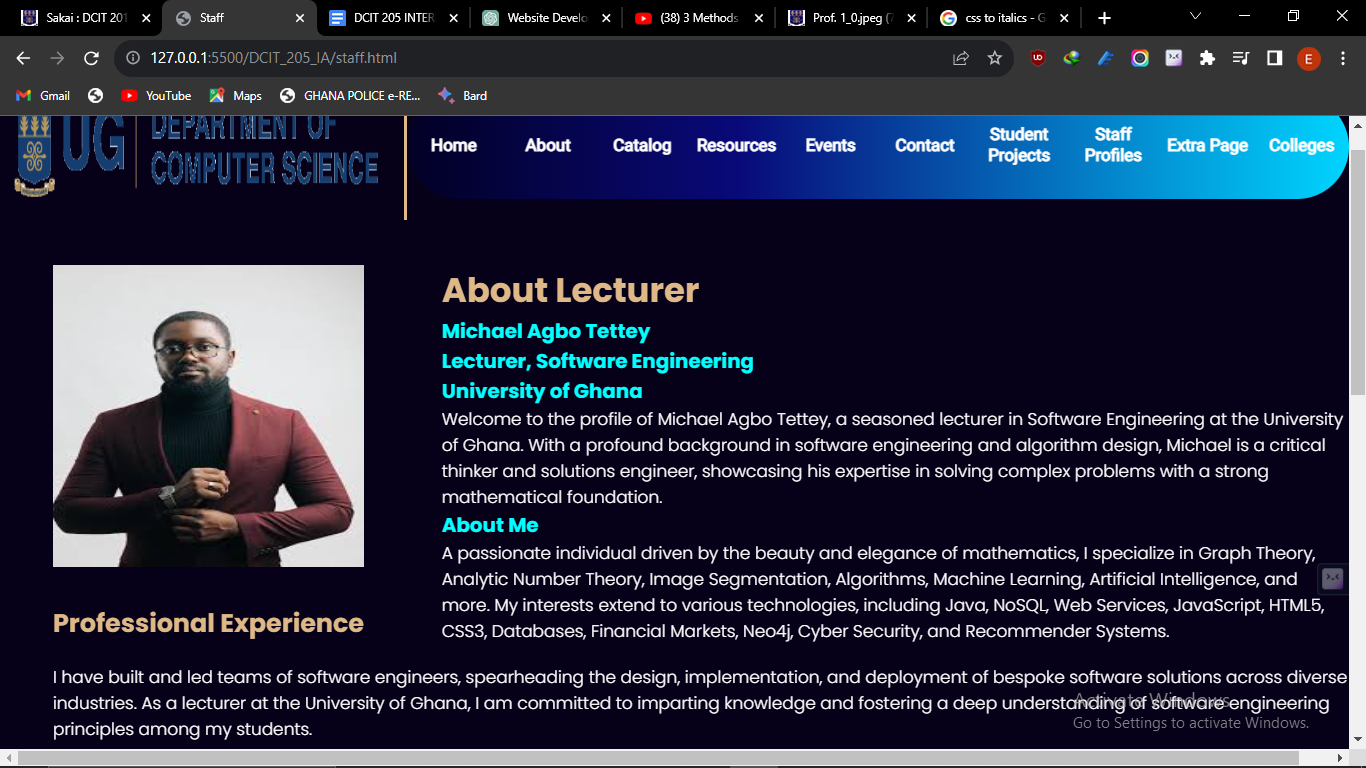 Sakai : DCIT 201
Staff
DCIT 205 INTER
Website Develo
(38) 3 Methods
Prof. 1_0.jpeg (7
css to italics - G
127.0.0.1:5500/DCIT_205_IA/staff.html
E
Gmail
YouTube
Maps
GHANA POLICE e-RE...
Bard
UG
DEPARTMENT OF
COMPUTER SCIENCE
Home
About
Catalog
Resources
Events
Contact
Student
Projects
Staff
Profiles
Extra Page
Colleges
About Lecturer
Michael Agbo Tettey
Lecturer, Software Engineering
University of Ghana
Welcome to the profile of Michael Agbo Tettey, a seasoned lecturer in Software Engineering at the University
of Ghana. With a profound background in software engineering and algorithm design, Michael is a critical
thinker and solutions engineer, showcasing his expertise in solving complex problems with a strong
mathematical foundation.
About Me
A passionate individual driven by the beauty and elegance of mathematics, I specialize in Graph Theory,
Analytic Number Theory, Image Segmentation, Algorithms, Machine Learning, Artificial Intelligence, and
more. My interests extend to various technologies, including Java, NoSQL, Web Services, JavaScript, HTML5,
CSS3, Databases, Financial Markets, Neo4j, Cyber Security, and Recommender Systems.
Professional Experience
I have built and led teams of software engineers, spearheading the design, implementation, and deployment of bespoke software solutions across diverse
industries. As a lecturer at the University of Ghana, I am committed to imparting knowledge and fostering a deep understanding of software engineering
principles among my students.
Activate Windows
Go to Settings to activate Windows.